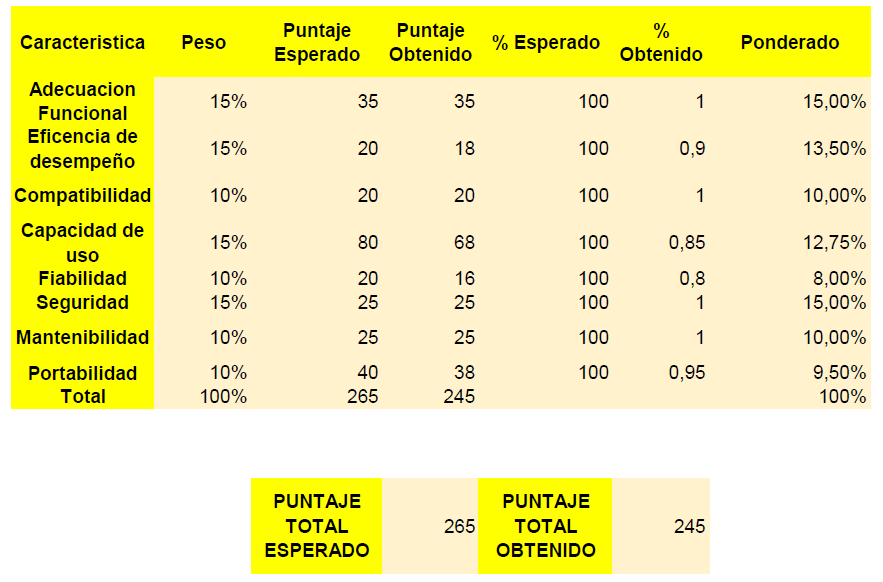 Caracteristica Peso Puntaje Esperado Puntaje Obtenido % Esperado % Obtenido Ponderado
Adecuacion Funcional 15% 35 35 100 1 15,00%
Eficencia de desempeño 15% 20 18 100 0,9 13,50%
Compatibilidad 10% 20 20 100 1 10,00%
Capacidad de uso 15% 80 68 100 0,85 12,75%
Fiabilidad 10% 20 16 100 0,8 8,00%
Seguridad 15% 25 25 100 1 15,00%
Mantenibilidad 10% 25 25 100 1 10,00%
Portabilidad 10% 40 38 100 0,95 9,50%
Total 100% 265 245 100%
PUNTAJE TOTAL ESPERADO 265 PUNTAJE TOTAL OBTENIDO 245